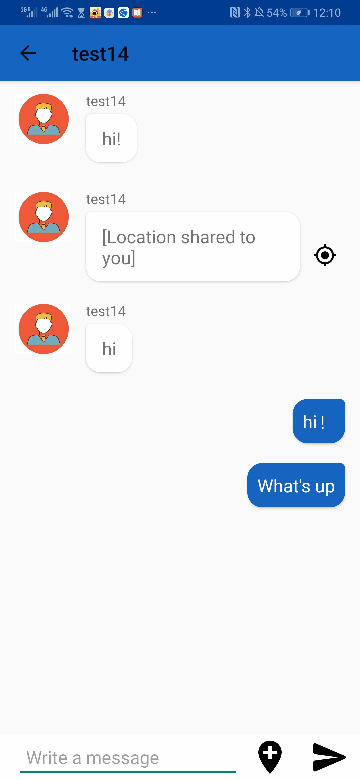 54% 12:10
test14
test14
hi!
test14
[Location shared to
you]
test14
hi
hi!
What's up
Write a message